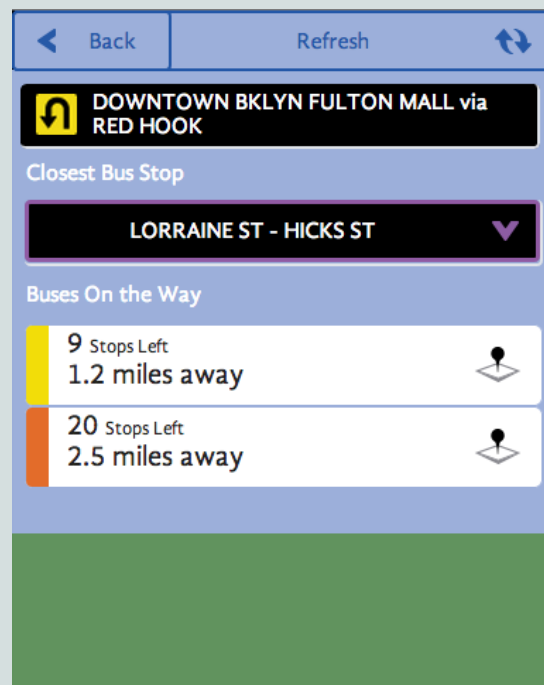 Back
Refresh
DOWNTOWN BKLYN FULTON MALL via
RED HOOK
Closest Bus Stop
LORRAINE ST - HICKS ST
Buses On the Way
9 Stops Left
1.2 miles away
20 Stops Left
2.5 miles away